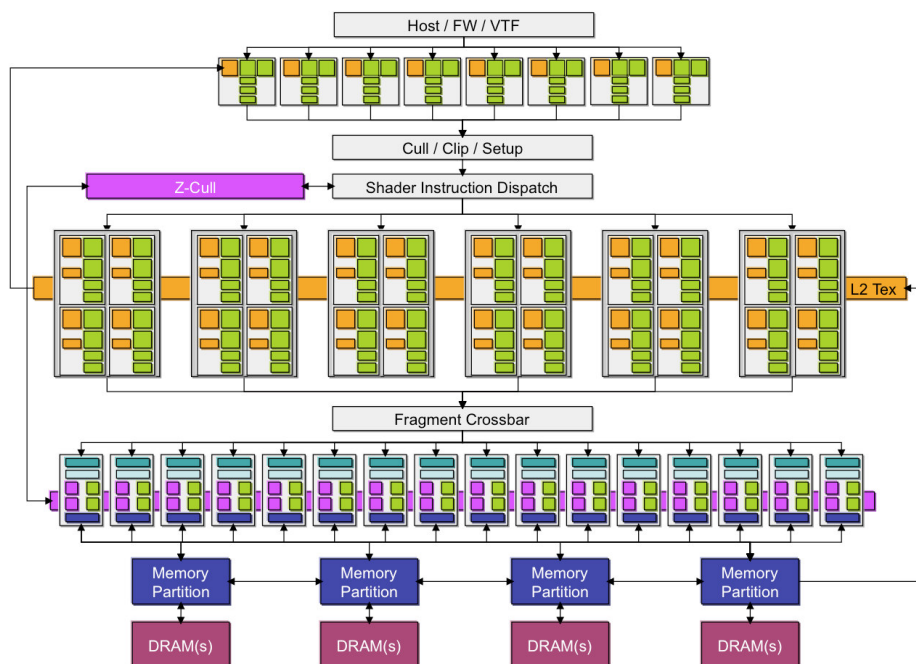 Host / FW / VTF
Cull / Clip / Setup
Z-Cull
Shader Instruction Dispatch
L2 Tex
Fragment Crossbar
Memory
Partition
Memory
Partition
Memory
Partition
Memory
Partition
DRAM(s)
DRAM(s)
DRAM(s)
DRAM(s)